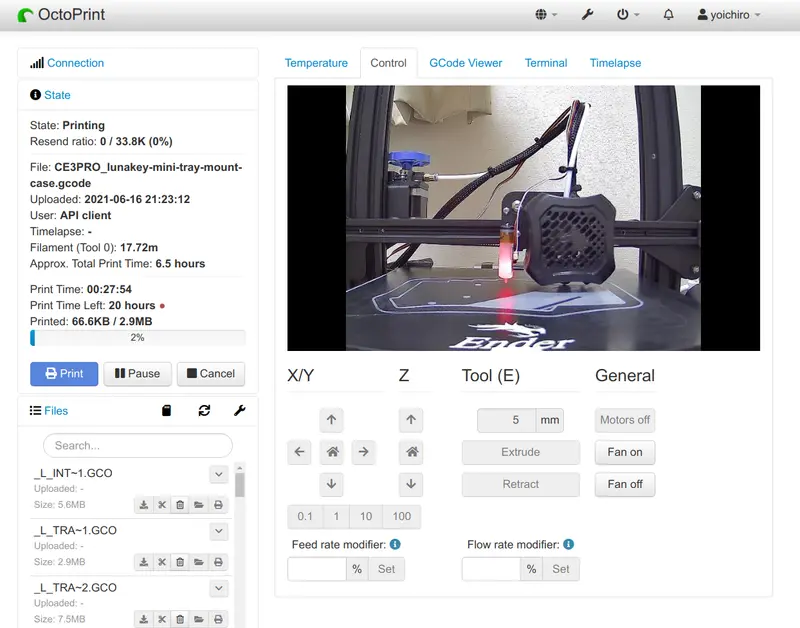 OctoPrint
yoichiro
Connection
State
State: Printing
Resend ratio: 0 / 33.8K (0%)
File: CE3PRO_lunakey-mini-tray-mount-
case.gcode
Uploaded: 2021-06-16 21:23:12
User: API client
Timelapse: -
Filament (Tool 0): 17.72m
Approx. Total Print Time: 6.5 hours
Print Time: 00:27:54
Print Time Left: 20 hours
Printed: 66.6KB / 2.9MB
2%
Print
Pause
Cancel
Files
Search...
_L_INT~1.GCO
Uploaded: -
Size: 5.6MB
_L_TRA~1.GCO
Uploaded: -
Size: 2.9MB
_L_TRA~2.GCO
Uploaded: -
Size: 7.5MB
Temperature
Control
GCode Viewer
Terminal
Timelapse
Ender
X/Y
Z
Tool (E)
General
5 mm
Motors off
Extrude
Fan on
Retract
Fan off
0.1 1 10 100
Feed rate modifier:
% Set
Flow rate modifier:
% Set